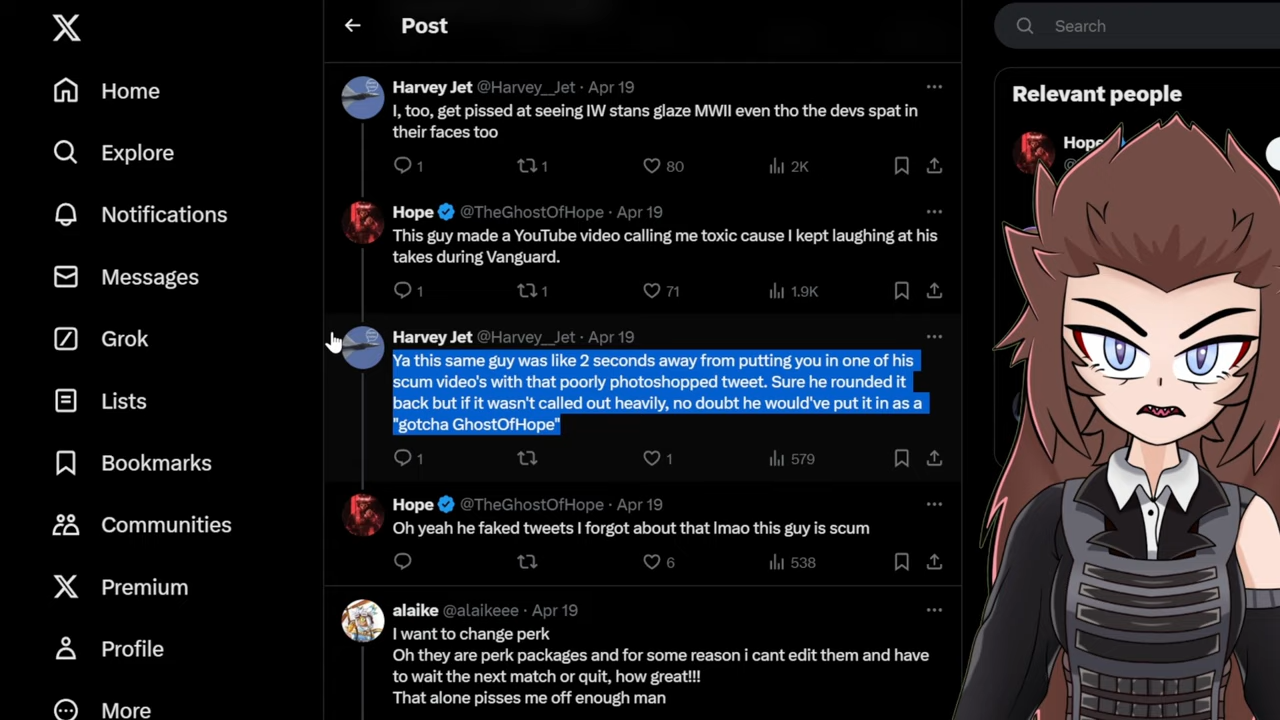 Post
Search
Home
Explore
Notifications
Messages
Grok
Lists
Bookmarks
Communities
Premium
Profile
More
Harvey Jet @Harvey__Jet · Apr 19
I, too, get pissed at seeing IW stans glaze MWII even tho the devs spat in
their faces too
1 1 80 2K
Hope @TheGhostOfHope · Apr 19
This guy made a YouTube video calling me toxic cause I kept laughing at his
takes during Vanguard.
1 1 71 1.9K
Harvey Jet @Harvey__Jet · Apr 19
Ya this same guy was like 2 seconds away from putting you in one of his
scum video's with that poorly photoshopped tweet. Sure he rounded it
back but if it wasn't called out heavily, no doubt he would've put it in as a
"gotcha GhostOfHope"
1 1 579
Hope @TheGhostOfHope · Apr 19
Oh yeah he faked tweets I forgot about that lmao this guy is scum
6 538
alaike @alaikeee · Apr 19
I want to change perk
Oh they are perk packages and for some reason i cant edit them and have
to wait the next match or quit, how great!!!
That alone pisses me off enough man
Relevant people
Hope